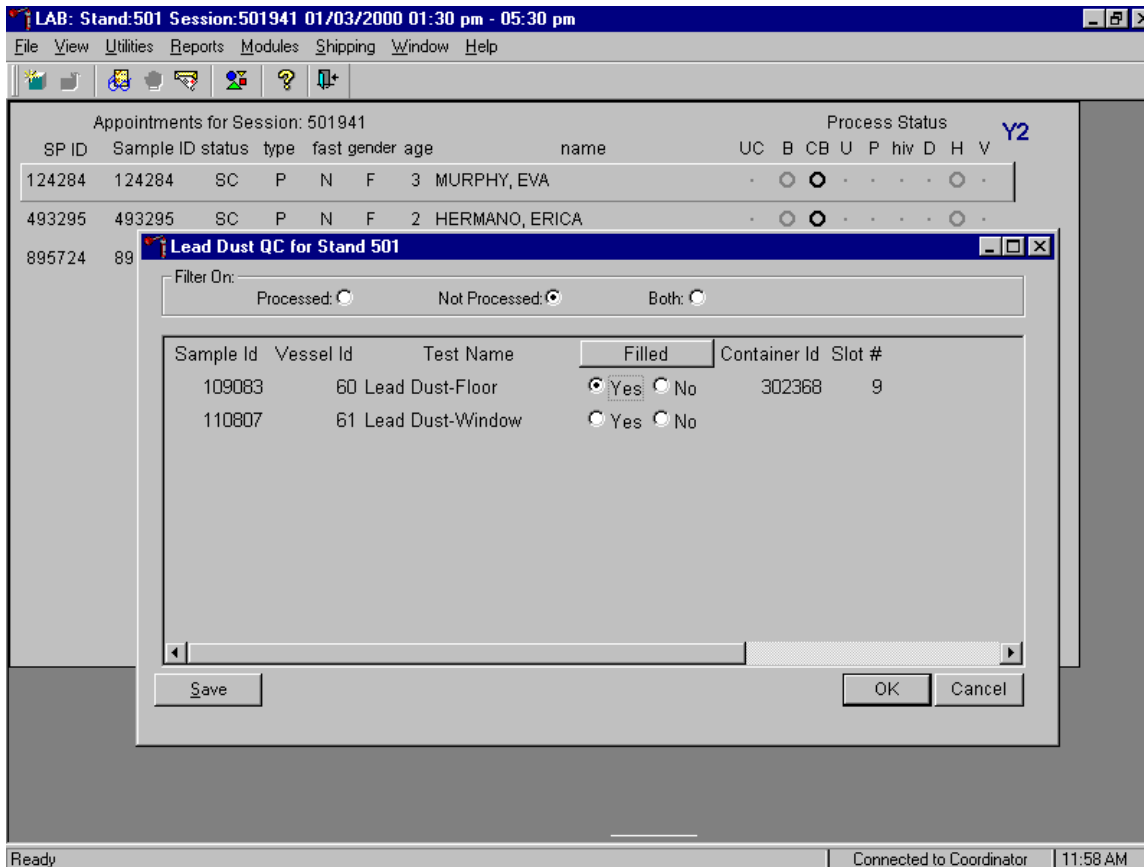 LAB: Stand:501 Session:501941 01/03/2000 01:30 pm - 05:30 pm
File View Utilities Reports Modules Shipping Window Help
Appointments for Session: 501941 Process Status Y2
SP ID Sample ID status type fast gender age name UC B CB U P hiv D H V
124284 124284 SC P N F 3 MURPHY, EVA
493295 493295 SC P N F 2 HERMANO, ERICA
895724 89
Lead Dust QC for Stand 501
Filter On:
Processed: Not Processed: Both:
Sample Id Vessel Id Test Name Filled Container Id Slot #
109083 60 Lead Dust-Floor Yes No 302368 9
110807 61 Lead Dust-Window Yes No
Save OK Cancel
Ready Connected to Coordinator 11:58 AM